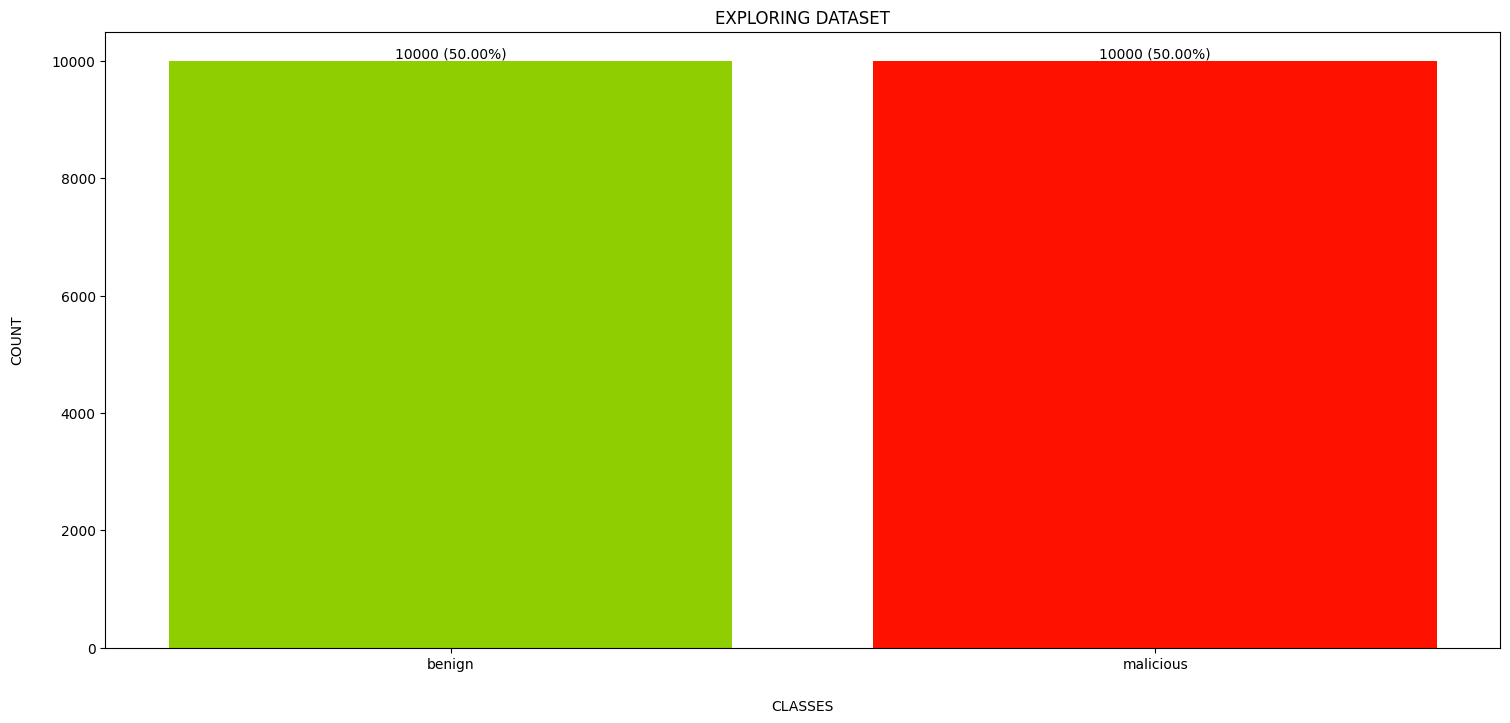 EXPLORING DATASET
10000 (50.00%)
10000 (50.00%)
10000
8000
6000
4000
2000
0
COUNT
benign
malicious
CLASSES